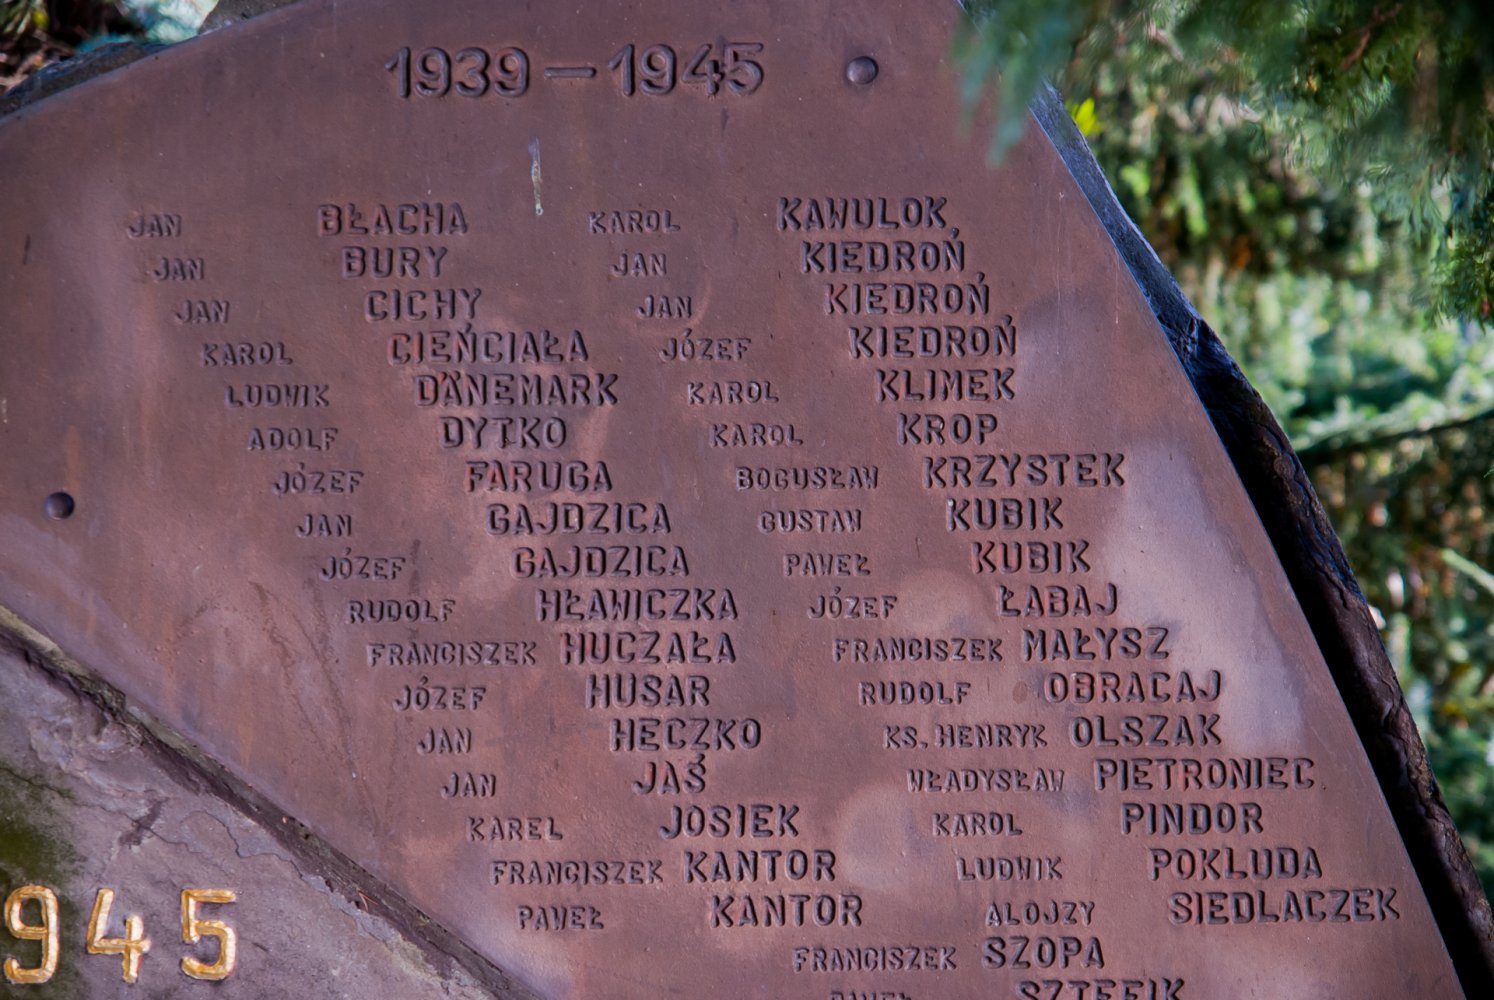 1939 – 1945
JAN BŁACHA KAROL KAWULOK
JAN BURY JAN KIEDROŃ
JAN CICHY JAN KIEDROŃ
KAROL CIEŃCIAŁA JÓZEF KIEDROŃ
LUDWIK DÄNEMARK KAROL KLIMEK
ADOLF DYTKO KAROL KROP
JÓZEF FARUGA BOGUSŁAW KRZYSTEK
JAN GAJDZICA GUSTAW KUBIK
JÓZEF GAJDZICA PAWEŁ KUBIK
RUDOLF HŁAWICZKA JÓZEF ŁABAJ
FRANCISZEK HUCZAŁA FRANCISZEK MAŁYSZ
JÓZEF HUSAR RUDOLF OBRACAJ
JAN HECZKO KS. HENRYK OLSZAK
JAN JAŚ WŁADYSŁAW PIETRONIEC
KAREL JOSIEK KAROL PINDOR
FRANCISZEK KANTOR LUDWIK POKLUDA
PAWEŁ KANTOR ALOJZY SIEDLACZEK
FRANCISZEK SZOPA
PAWEŁ SZTEFIK
945